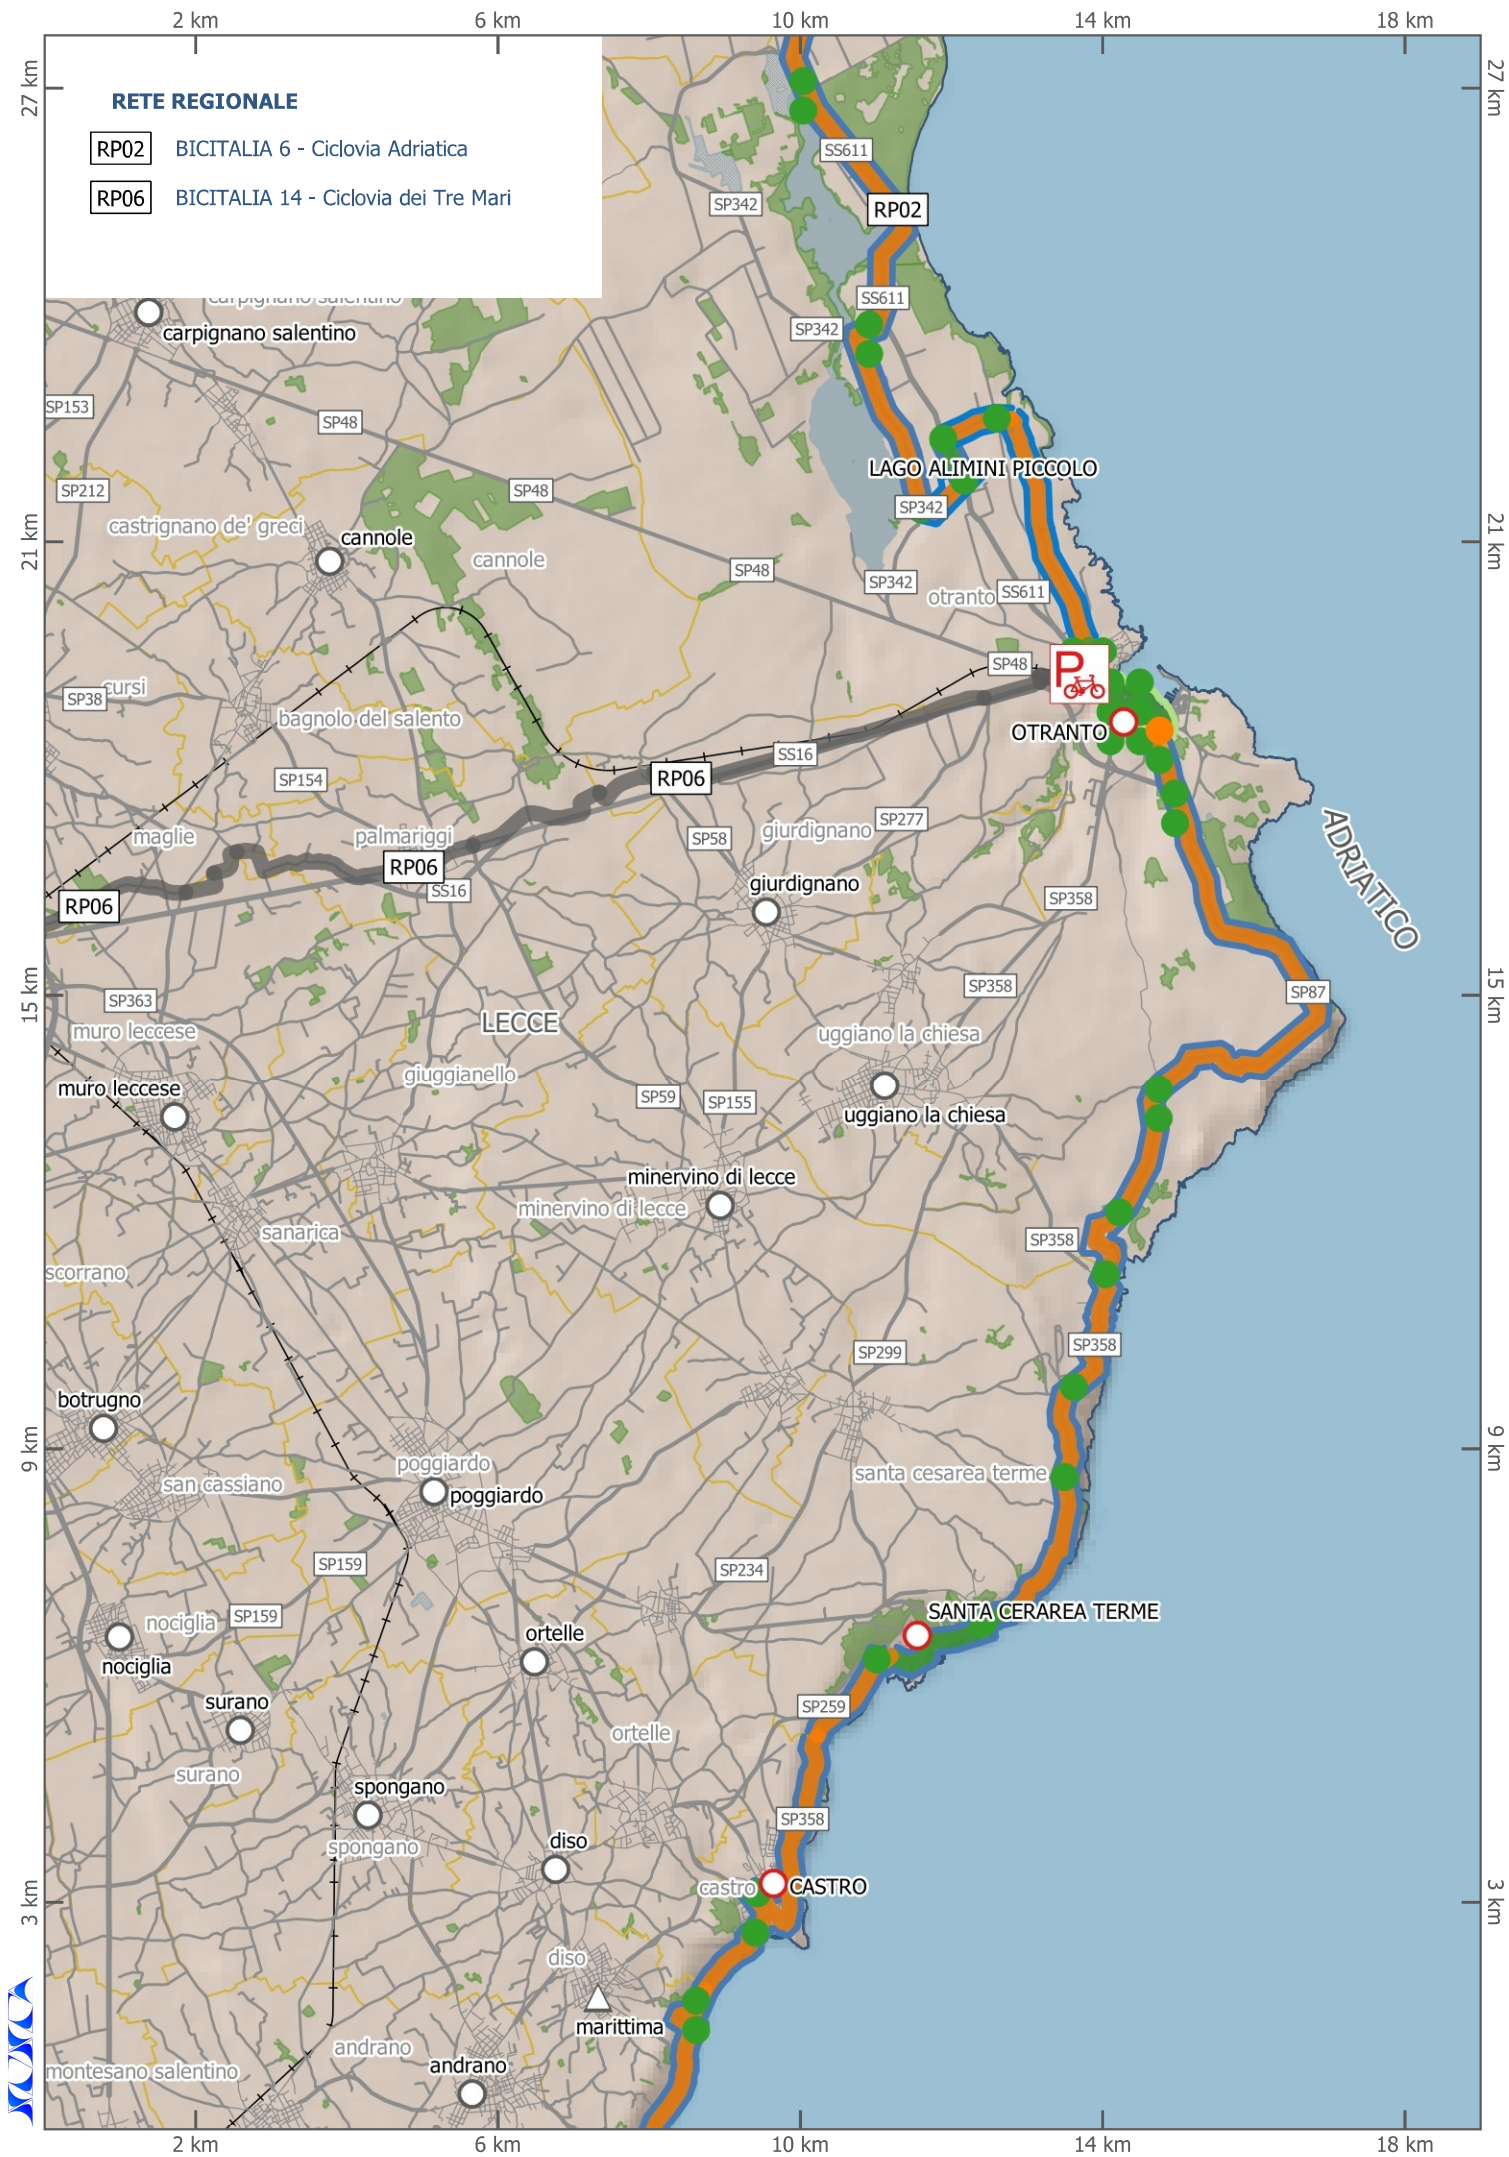 2 km
6 km
10 km
14 km
18 km
27 km
27 km
RETE REGIONALE
RP02 BICITALIA 6 - Ciclovia Adriatica
RP06 BICITALIA 14 - Ciclovia dei Tre Mari
SS611
SP342
RP02
carpignano salentino
SS611
carpignano salentino
SP342
SP153
SP48
LAGO ALIMINI PICCOLO
SP212
SP48
SP342
castrignano de' greci
cannole
21 km
21 km
cannole
SP48
SP342
otranto
SS611
SP48
P
cursi
SP38
bagnolo del salento
OTRANTO
SS16
SP154
RP06
SP277
maglie
palmariggi
SP58
giurdignano
ADRIATICO
RP06
giurdignano
SS16
SP358
RP06
SP358
SP87
15 km
15 km
SP363
LECCE
muro leccese
uggiano la chiesa
giuggianello
muro leccese
SP59
SP155
uggiano la chiesa
minervino di lecce
minervino di lecce
sanarica
SP358
scorrano
SP358
SP299
botrugno
9 km
9 km
poggiardo
santa cesarea terme
san cassiano
poggiardo
SP159
SP234
SANTA CERAREA TERME
SP159
nociglia
ortelle
nociglia
surano
SP259
ortelle
surano
spongano
SP358
diso
spongano
castro
CASTRO
3 km
3 km
diso
marittima
andrano
andrano
montesano salentino
2 km
6 km
10 km
14 km
18 km